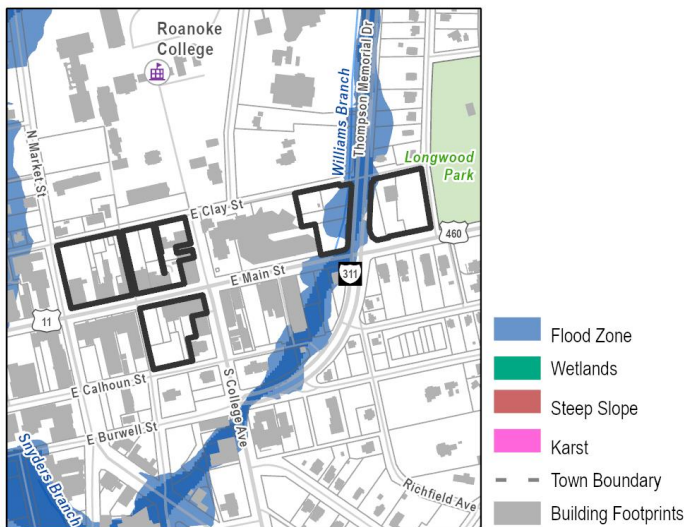 Roanoke
College
N Market St
Williams Branch
Thompson Memorial Dr
Longwood
Park
E Clay St
460
E Main St
311
11
E Calhoun St
S College Ave
E Burwell St
Snyders Branch
Richfield Ave
Flood Zone
Wetlands
Steep Slope
Karst
Town Boundary
Building Footprints